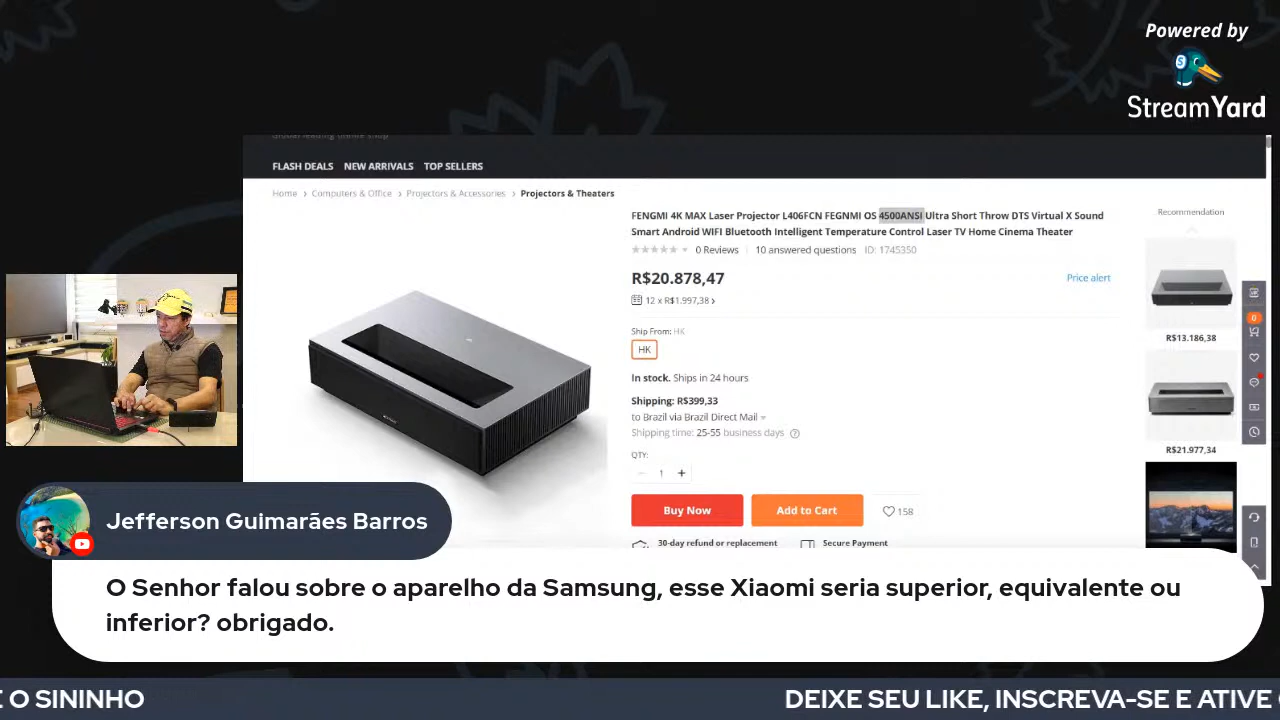 Powered by
StreamYard
FLASH DEALS NEW ARRIVALS TOP SELLERS
Home › Computers & Office › Projectors & Accessories › Projectors & Theaters
FENGMI 4K MAX Laser Projector L406FCN FEGNMI OS 4500ANSI Ultra Short Throw DTS Virtual X Sound
Smart Android WIFI Bluetooth Intelligent Temperature Control Laser TV Home Cinema Theater
0 Reviews | 10 answered questions ID: 1745350
R$20.878,47
Price alert
12 x R$1.997,38 ›
Ship From: HK
HK
In stock. Ships in 24 hours
Shipping: R$399,33
to Brazil via Brazil Direct Mail
Shipping time: 25-55 business days
QTY:
1 +
Buy Now
Add to Cart
158
30-day refund or replacement
Secure Payment
Recommendation
R$13.186,38
R$21.977,34
0
Jefferson Guimarães Barros
O Senhor falou sobre o aparelho da Samsung, esse Xiaomi seria superior, equivalente ou
inferior? obrigado.
E O SININHO
DEIXE SEU LIKE, INSCREVA-SE E ATIVE